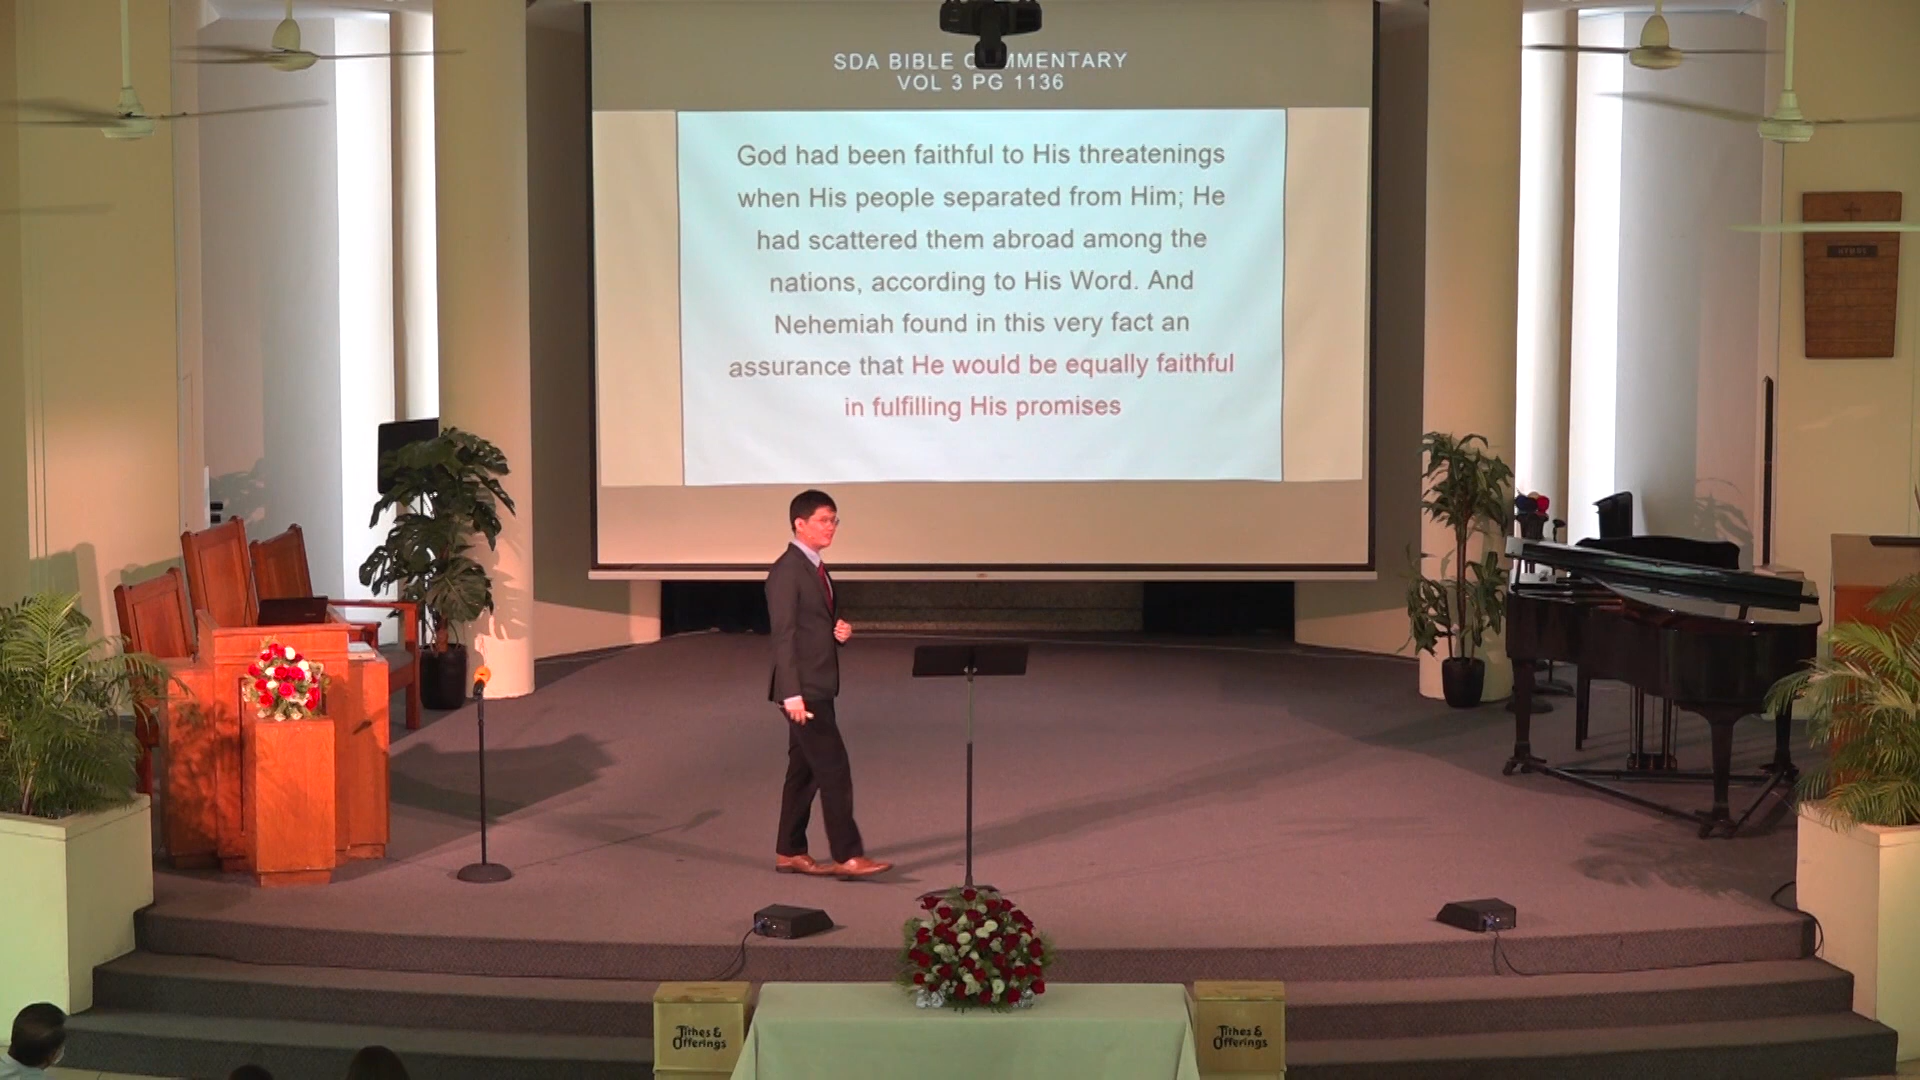 SDA BIBLE COMMENTARY
VOL 3 PG 1136
God had been faithful to His threatenings
when His people separated from Him; He
had scattered them abroad among the
nations, according to His Word. And
Nehemiah found in this very fact an
assurance that He would be equally faithful
in fulfilling His promises
HYMNS
Tithes &
Offerings
Tithes &
Offerings